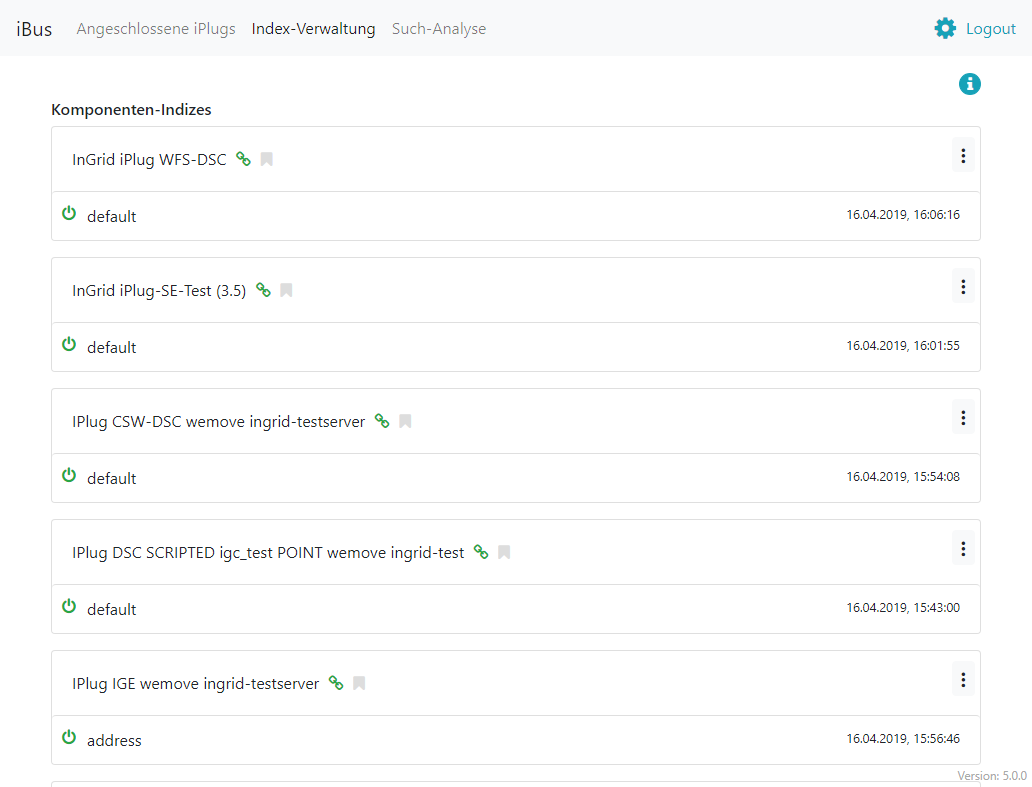 iBus Angeschlossene iPlugs Index-Verwaltung Such-Analyse Logout
Komponenten-Indizes
InGrid iPlug WFS-DSC
default 16.04.2019, 16:06:16
InGrid iPlug-SE-Test (3.5)
default 16.04.2019, 16:01:55
IPlug CSW-DSC wemove ingrid-testserver
default 16.04.2019, 15:54:08
IPlug DSC SCRIPTED igc_test POINT wemove ingrid-test
default 16.04.2019, 15:43:00
IPlug IGE wemove ingrid-testserver
address 16.04.2019, 15:56:46
Version: 5.0.0